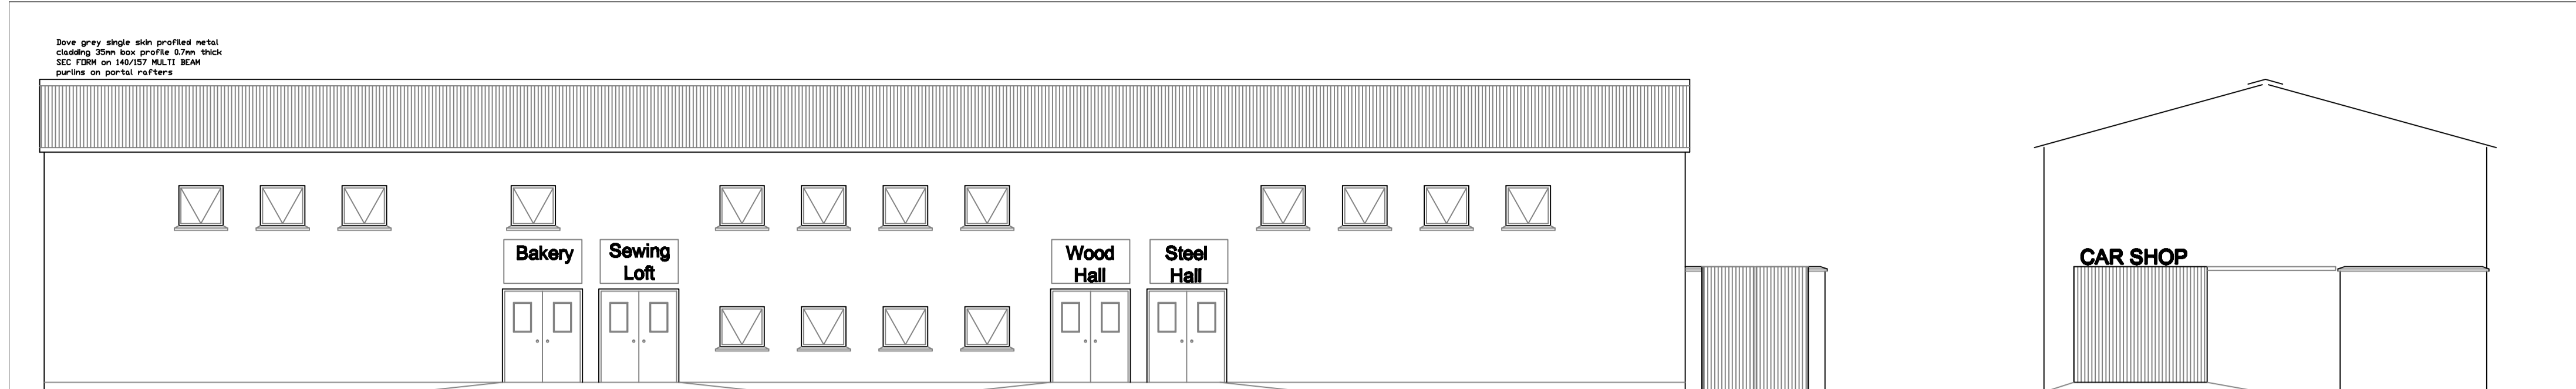 Dove grey single skin profiled metal
cladding 35mm box profile 0.7mm thick
SEC FORM on 140/157 MULTI BEAM
purlins on portal rafters
Bakery
Sewing
Loft
Wood
Hall
Steel
Hall
CAR SHOP